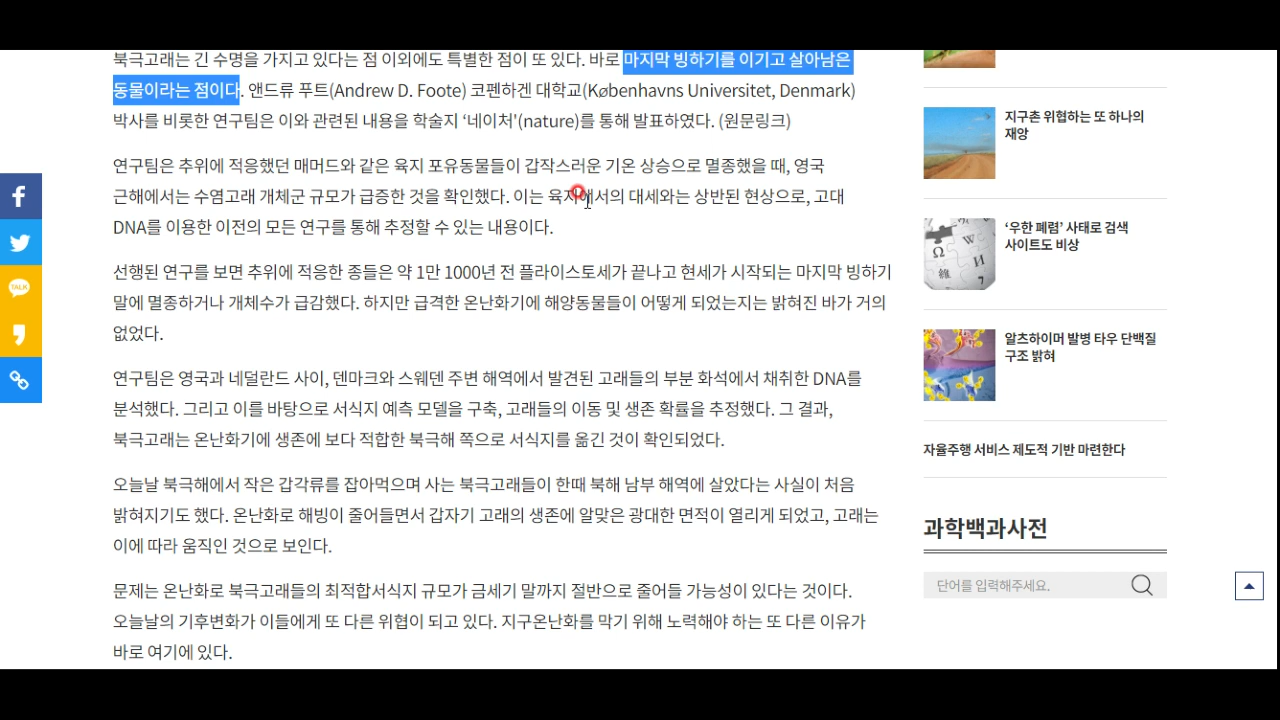 북극고래는 긴 수명을 가지고 있다는 점 이외에도 특별한 점이 또 있다. 바로 마지막 빙하기를 이기고 살아남은
동물이라는 점이다. 앤드류 푸트(Andrew D. Foote) 코펜하겐 대학교(Københavns Universitet, Denmark)
박사를 비롯한 연구팀은 이와 관련된 내용을 학술지 ‘네이처'(nature)를 통해 발표하였다. (원문링크)
연구팀은 추위에 적응했던 매머드와 같은 육지 포유동물들이 갑작스러운 기온 상승으로 멸종했을 때, 영국
근해에서는 수염고래 개체군 규모가 급증한 것을 확인했다. 이는 육지에서의 대세와는 상반된 현상으로, 고대
DNA를 이용한 이전의 모든 연구를 통해 추정할 수 있는 내용이다.
선행된 연구를 보면 추위에 적응한 종들은 약 1만 1000년 전 플라이스토세가 끝나고 현세가 시작되는 마지막 빙하기
말에 멸종하거나 개체수가 급감했다. 하지만 급격한 온난화기에 해양동물들이 어떻게 되었는지는 밝혀진 바가 거의
없었다.
연구팀은 영국과 네덜란드 사이, 덴마크와 스웨덴 주변 해역에서 발견된 고래들의 부분 화석에서 채취한 DNA를
분석했다. 그리고 이를 바탕으로 서식지 예측 모델을 구축, 고래들의 이동 및 생존 확률을 추정했다. 그 결과,
북극고래는 온난화기에 생존에 보다 적합한 북극해 쪽으로 서식지를 옮긴 것이 확인되었다.
오늘날 북극해에서 작은 갑각류를 잡아먹으며 사는 북극고래들이 한때 북해 남부 해역에 살았다는 사실이 처음
밝혀지기도 했다. 온난화로 해빙이 줄어들면서 갑자기 고래의 생존에 알맞은 광대한 면적이 열리게 되었고, 고래는
이에 따라 움직인 것으로 보인다.
문제는 온난화로 북극고래들의 최적합서식지 규모가 금세기 말까지 절반으로 줄어들 가능성이 있다는 것이다.
오늘날의 기후변화가 이들에게 또 다른 위협이 되고 있다. 지구온난화를 막기 위해 노력해야 하는 또 다른 이유가
바로 여기에 있다.
TALK
지구촌 위협하는 또 하나의
재앙
‘우한 폐렴’ 사태로 검색
사이트도 비상
Ω W И 維 7
알츠하이머 발병 타우 단백질
구조 밝혀
자율주행 서비스 제도적 기반 마련한다
과학백과사전
단어를 입력해주세요.